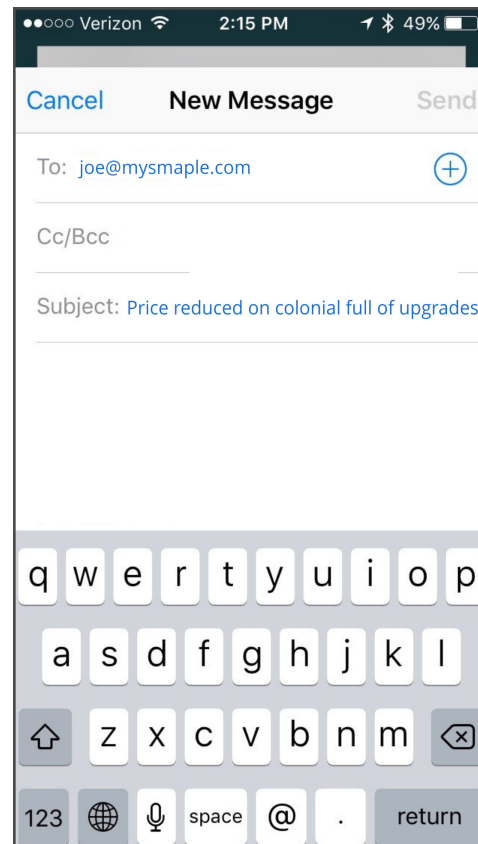 Verizon 2:15 PM 49%
Cancel New Message Send
To: joe@mysmaple.com
Cc/Bcc
Subject: Price reduced on colonial full of upgrades
q w e r t y u i o p
a s d f g h j k l
z x c v b n m
123 space @ . return